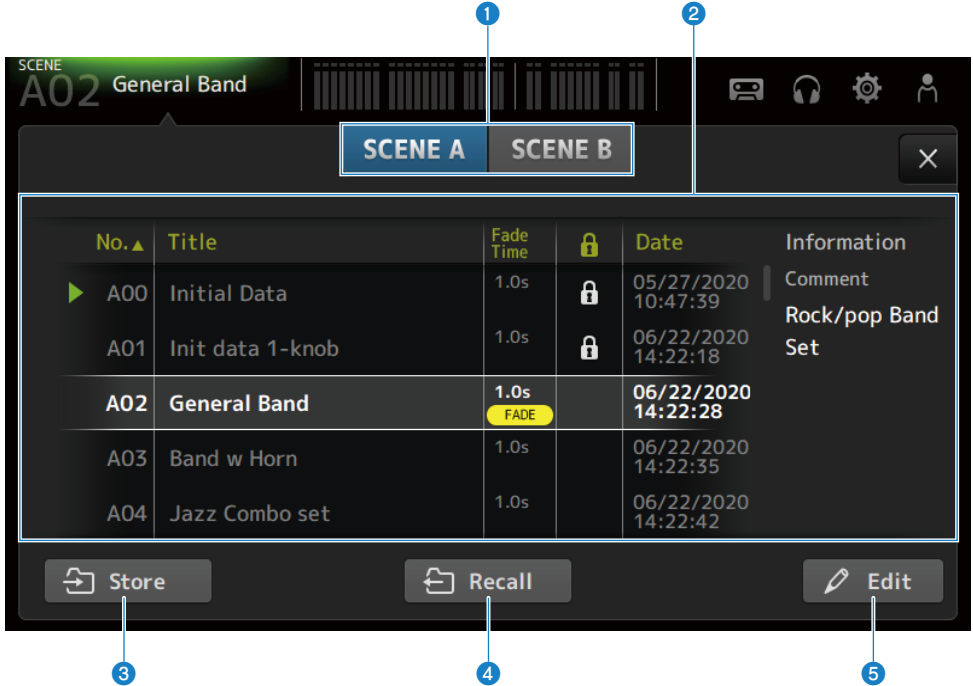 1 2
SCENE
A02 General Band
SCENE A SCENE B
No. Title Fade Time Date Information
A00 Initial Data 1.0s 05/27/2020 10:47:39
Comment
Rock/pop Band
Set
A01 Init data 1-knob 1.0s 06/22/2020 14:22:18
A02 General Band 1.0s FADE 06/22/2020 14:22:28
A03 Band w Horn 1.0s 06/22/2020 14:22:35
A04 Jazz Combo set 1.0s 06/22/2020 14:22:42
Store Recall Edit
3 4 5